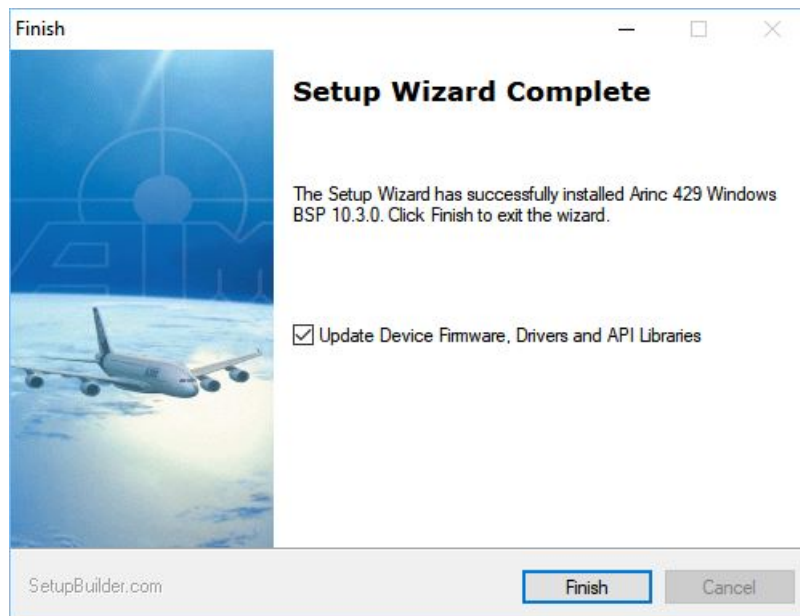 Finish
Setup Wizard Complete
The Setup Wizard has successfully installed Arinc 429 Windows
BSP 10.3.0. Click Finish to exit the wizard.
AIM
Update Device Firmware, Drivers and API Libraries
SetupBuilder.com
Finish
Cancel